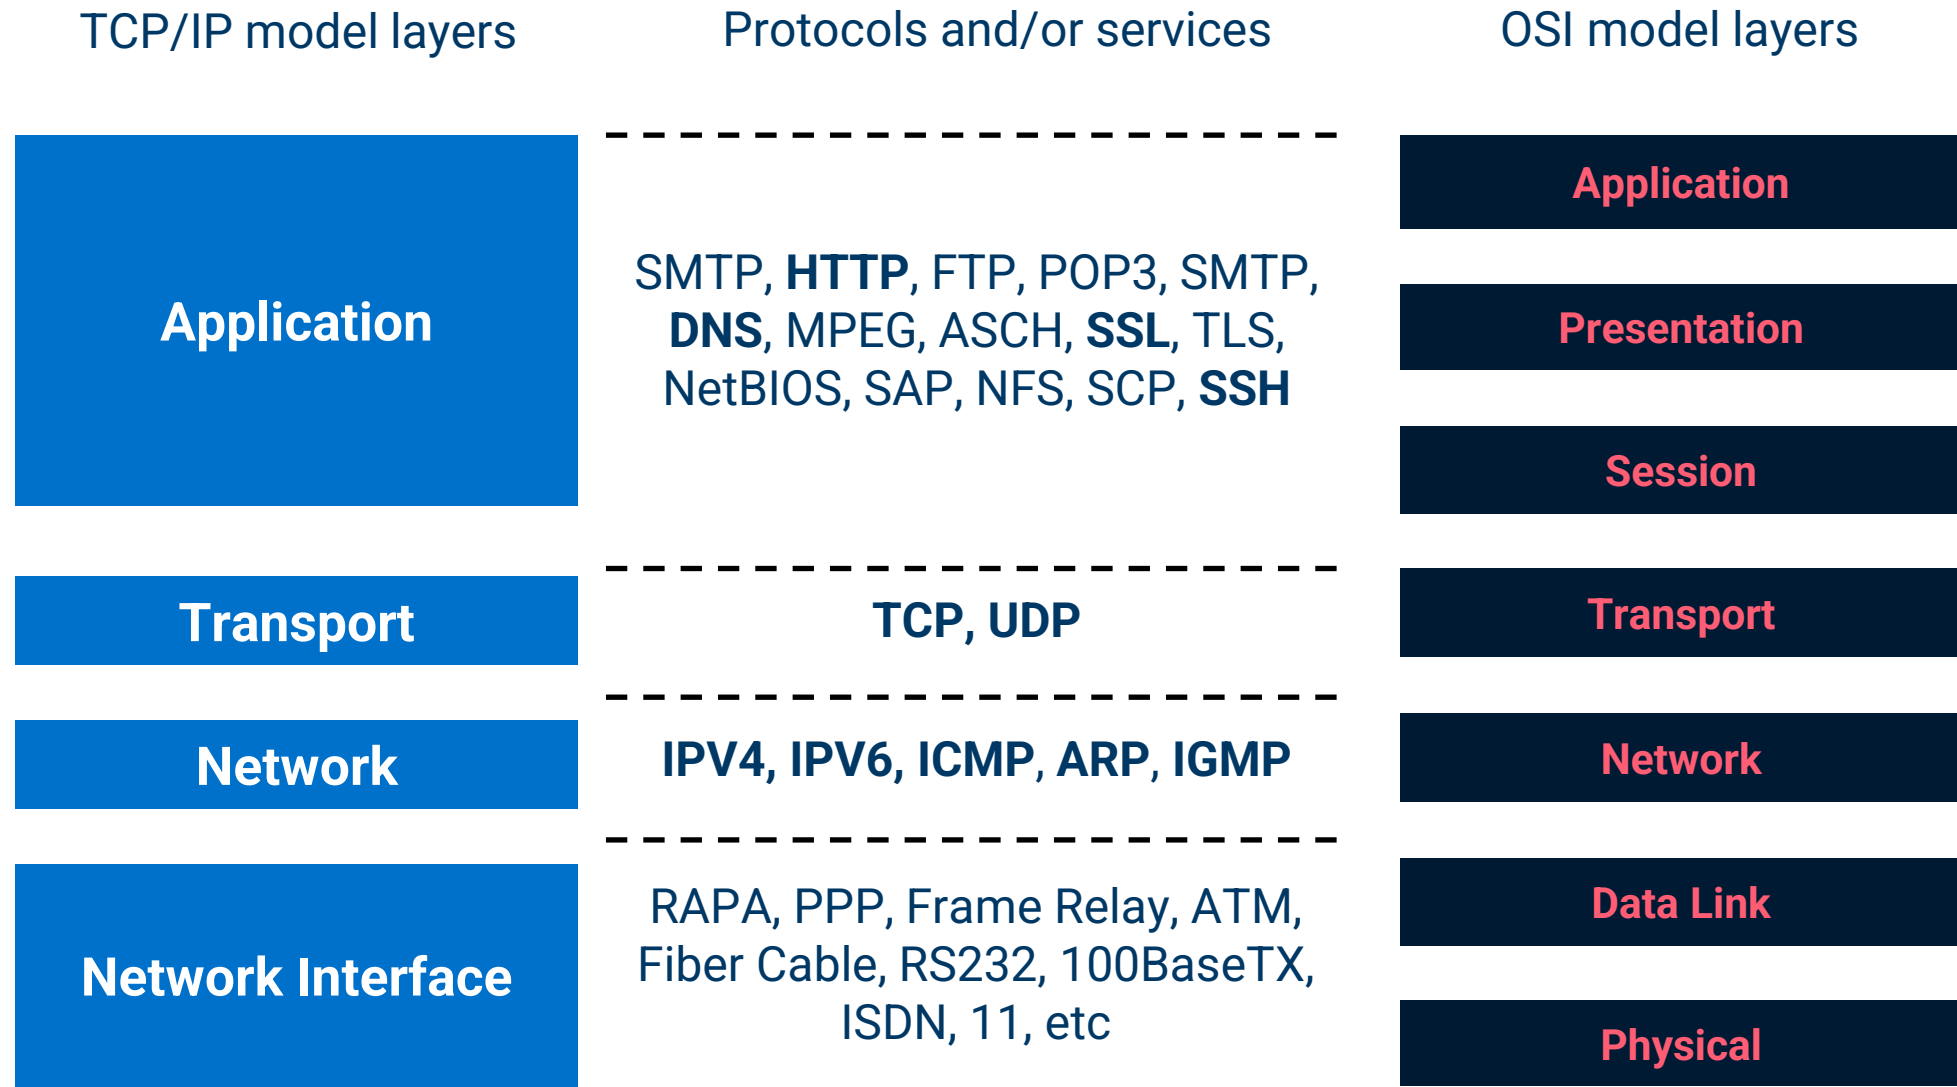 TCP/IP model layers
Protocols and/or services
OSI model layers
Application
SMTP, HTTP, FTP, POP3, SMTP,
DNS, MPEG, ASCH, SSL, TLS,
NetBIOS, SAP, NFS, SCP, SSH
Application
Presentation
Session
Transport
TCP, UDP
Transport
Network
IPV4, IPV6, ICMP, ARP, IGMP
Network
Network Interface
RAPA, PPP, Frame Relay, ATM,
Fiber Cable, RS232, 100BaseTX,
ISDN, 11, etc
Data Link
Physical